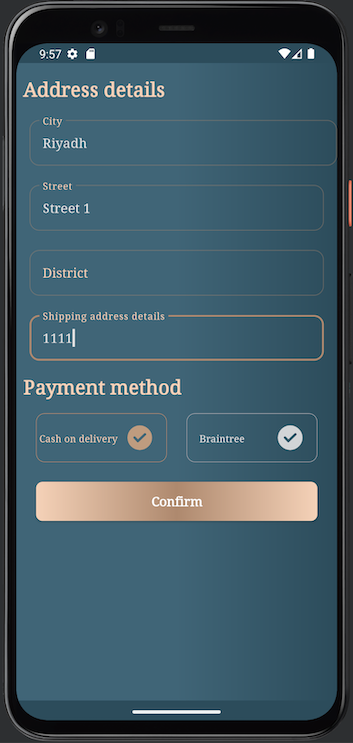 9:57
Address details
City
Riyadh
Street
Street 1
District
Shipping address details
1111
Payment method
Cash on delivery
Braintree
Confirm